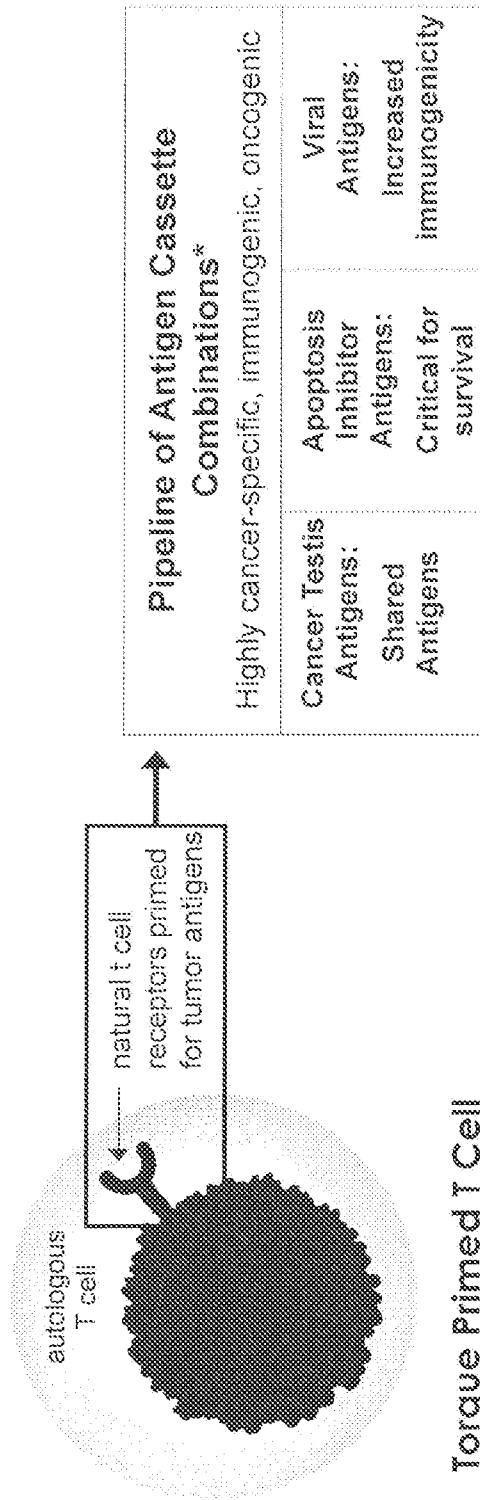 autologous
T cell
natural t cell
receptors primed
for tumor antigens
Torque Primed T Cell
Pipeline of Antigen Cassette
Combinations*
Highly cancer-specific, immunogenic, oncogenic
Cancer Testis
Antigens:
Shared
Antigens
Apoptosis
Inhibitor
Antigens:
Critical for
survival
Viral
Antigens:
Increased
immunogenicity